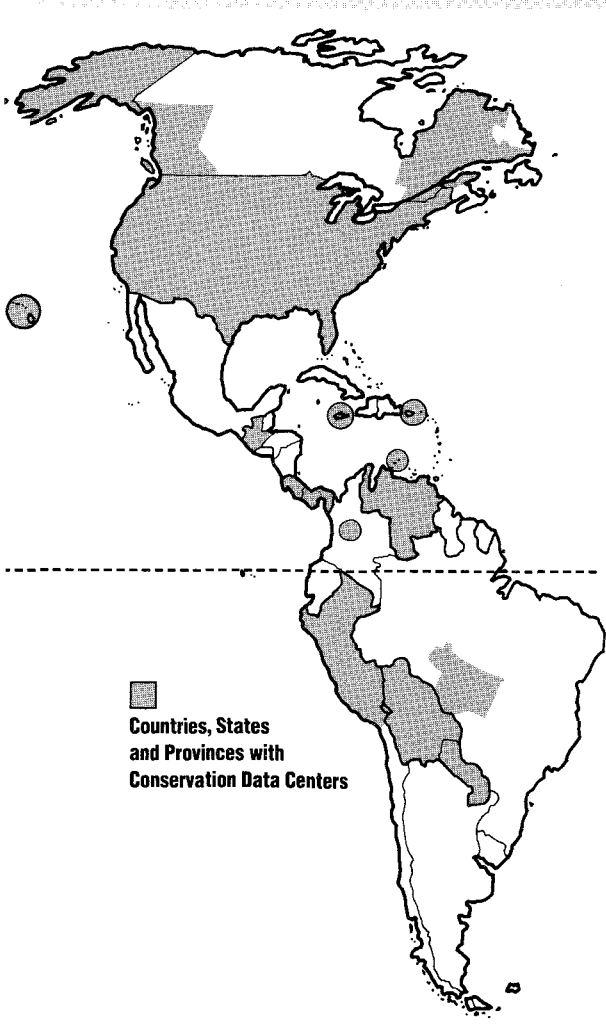 Countries, States
and Provinces with
Conservation Data Centers